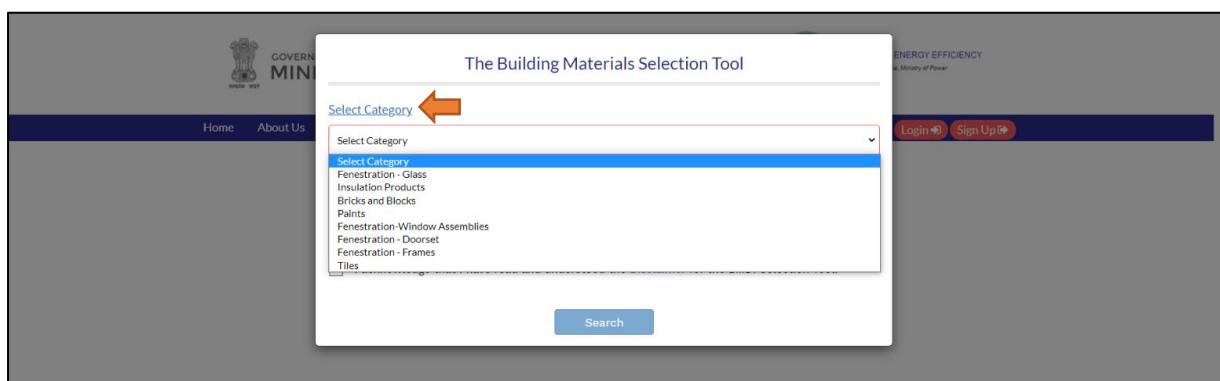 GOVERN
MINI
ENERGY EFFICIENCY
Ministry of Power
Home About Us
Login Sign Up
The Building Materials Selection Tool
Select Category
Select Category
Select Category
Fenestration - Glass
Insulation Products
Bricks and Blocks
Paints
Fenestration-Window Assemblies
Fenestration - Doorset
Fenestration - Frames
Tiles
Search